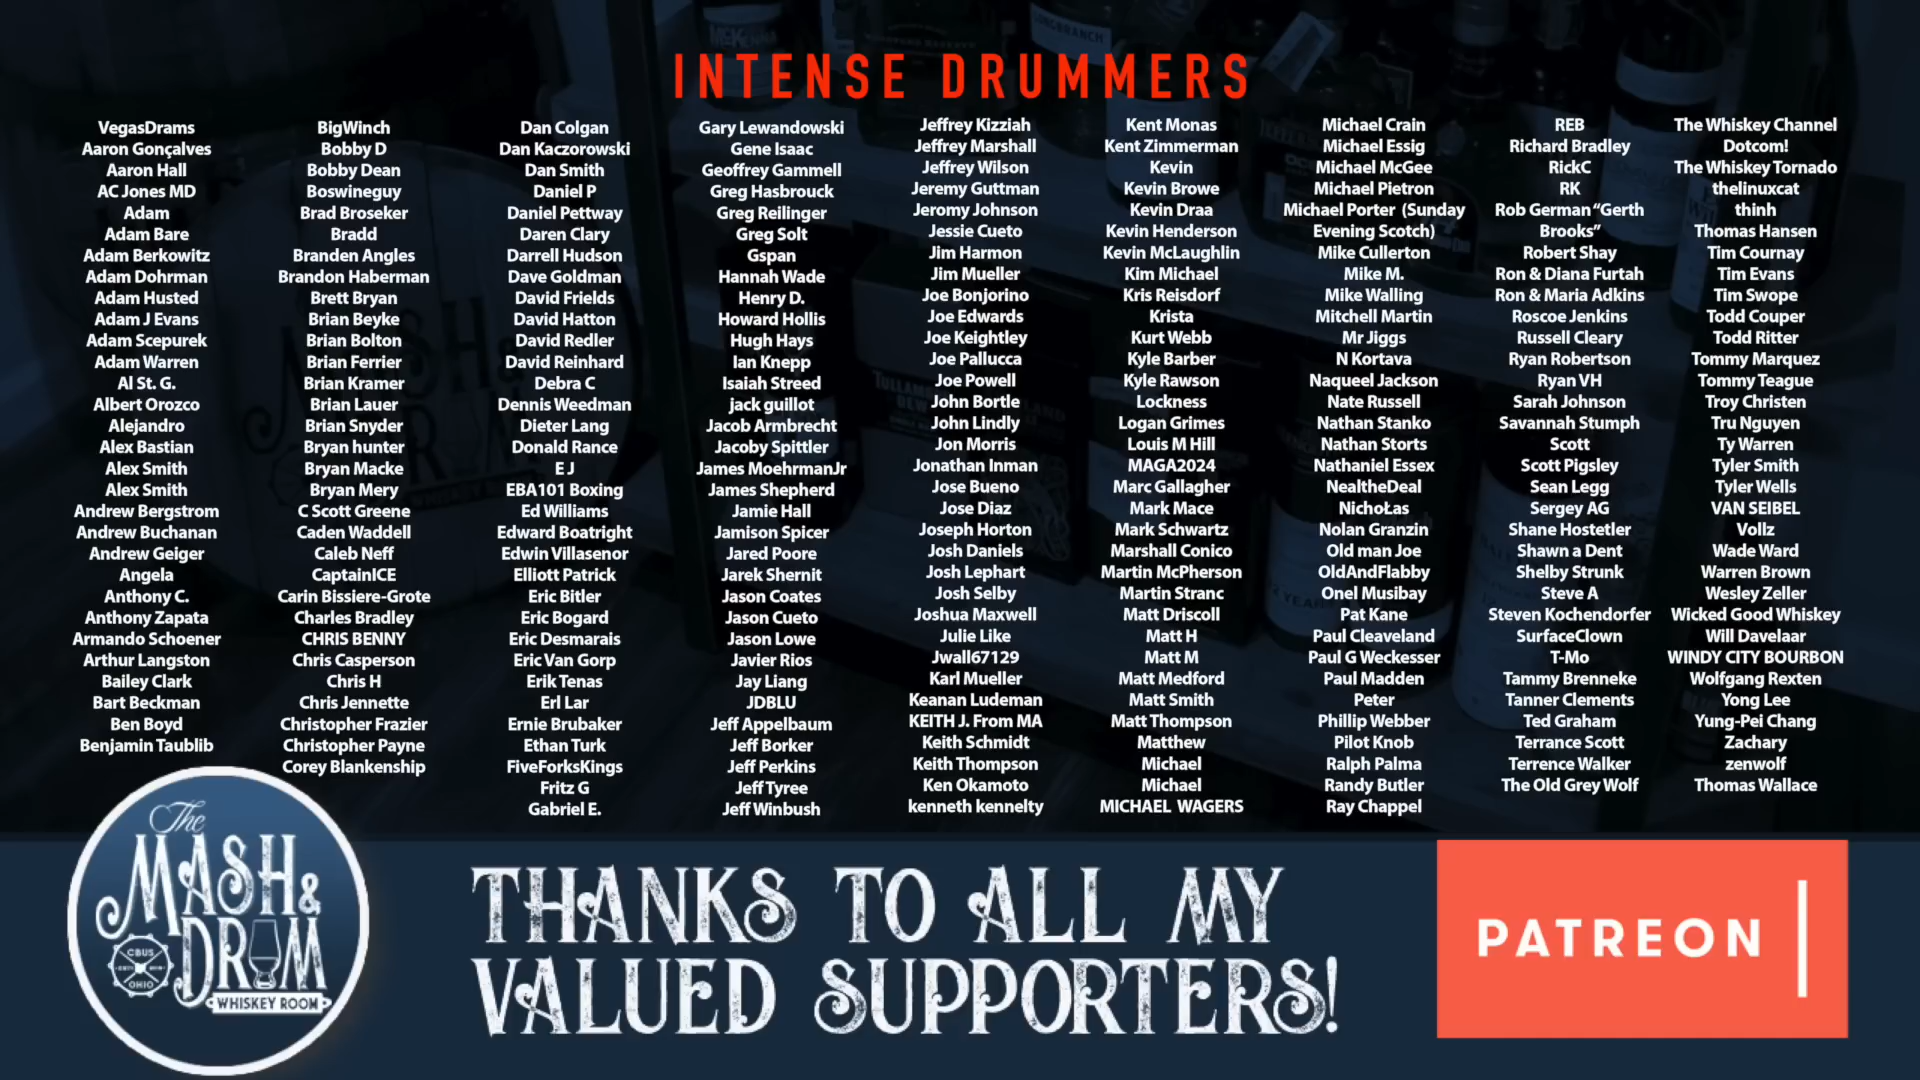 INTENSE DRUMMERS
VegasDrams
Aaron Gonçalves
Aaron Hall
AC Jones MD
Adam
Adam Bare
Adam Berkowitz
Adam Dohrman
Adam Husted
Adam J Evans
Adam Scepurek
Adam Warren
Al St. G.
Albert Orozco
Alejandro
Alex Bastian
Alex Smith
Alex Smith
Andrew Bergstrom
Andrew Buchanan
Andrew Geiger
Angela
Anthony C.
Anthony Zapata
Armando Schoener
Arthur Langston
Bailey Clark
Bart Beckman
Ben Boyd
Benjamin Taublib
BigWinch
Bobby D
Bobby Dean
Boswineguy
Brad Broseker
Bradd
Branden Angles
Brandon Haberman
Brett Bryan
Brian Beyke
Brian Bolton
Brian Ferrier
Brian Kramer
Brian Lauer
Brian Snyder
Bryan hunter
Bryan Macke
Bryan Mery
C Scott Greene
Caden Waddell
Caleb Neff
CaptainICE
Carin Bissiere-Grote
Charles Bradley
CHRIS BENNY
Chris Casperson
Chris H
Chris Jennette
Christopher Frazier
Christopher Payne
Corey Blankenship
Dan Colgan
Dan Kaczorowski
Dan Smith
Daniel P
Daniel Pettway
Daren Clary
Darrell Hudson
Dave Goldman
David Frields
David Hatton
David Redler
David Reinhard
Debra C
Dennis Weedman
Dieter Lang
Donald Rance
E J
EBA101 Boxing
Ed Williams
Edward Boatright
Edwin Villasenor
Elliott Patrick
Eric Bitler
Eric Bogard
Eric Desmarais
Eric Van Gorp
Erik Tenas
Erl Lar
Ernie Brubaker
Ethan Turk
FiveForksKings
Fritz G
Gabriel E.
Gary Lewandowski
Gene Isaac
Geoffrey Gammell
Greg Hasbrouck
Greg Reilinger
Greg Solt
Gspan
Hannah Wade
Henry D.
Howard Hollis
Hugh Hays
Ian Knepp
Isaiah Streed
jack guillot
Jacob Armbrecht
Jacoby Spittler
James MoehrmanJr
James Shepherd
Jamie Hall
Jamison Spicer
Jared Poore
Jarek Shernit
Jason Coates
Jason Cueto
Jason Lowe
Javier Rios
Jay Liang
JDBLU
Jeff Appelbaum
Jeff Borker
Jeff Perkins
Jeff Tyree
Jeff Winbush
Jeffrey Kizziah
Jeffrey Marshall
Jeffrey Wilson
Jeremy Guttman
Jeromy Johnson
Jessie Cueto
Jim Harmon
Jim Mueller
Joe Bonjorino
Joe Edwards
Joe Keightley
Joe Pallucca
Joe Powell
John Bortle
John Lindly
Jon Morris
Jonathan Inman
Jose Bueno
Jose Diaz
Joseph Horton
Josh Daniels
Josh Lephart
Josh Selby
Joshua Maxwell
Julie Like
Jwall67129
Karl Mueller
Keanan Ludeman
KEITH J. From MA
Keith Schmidt
Keith Thompson
Ken Okamoto
kenneth kennelty
Kent Monas
Kent Zimmerman
Kevin
Kevin Browe
Kevin Draa
Kevin Henderson
Kevin McLaughlin
Kim Michael
Kris Reisdorf
Krista
Kurt Webb
Kyle Barber
Kyle Rawson
Lockness
Logan Grimes
Louis M Hill
MAGA2024
Marc Gallagher
Mark Mace
Mark Schwartz
Marshall Conico
Martin McPherson
Martin Stranc
Matt Driscoll
Matt H
Matt M
Matt Medford
Matt Smith
Matt Thompson
Matthew
Michael
Michael
MICHAEL WAGERS
Michael Crain
Michael Essig
Michael McGee
Michael Pietron
Michael Porter (Sunday
Evening Scotch)
Mike Cullerton
Mike M.
Mike Walling
Mitchell Martin
Mr Jiggs
N Kortava
Naqueel Jackson
Nate Russell
Nathan Stanko
Nathan Storts
Nathaniel Essex
NealtheDeal
NichoŁas
Nolan Granzin
Old man Joe
OldAndFlabby
Onel Musibay
Pat Kane
Paul Cleaveland
Paul G Weckesser
Paul Madden
Peter
Phillip Webber
Pilot Knob
Ralph Palma
Randy Butler
Ray Chappel
REB
Richard Bradley
RickC
RK
Rob German “Gerth
Brooks”
Robert Shay
Ron & Diana Furtah
Ron & Maria Adkins
Roscoe Jenkins
Russell Cleary
Ryan Robertson
Ryan VH
Sarah Johnson
Savannah Stumph
Scott
Scott Pigsley
Sean Legg
Sergey AG
Shane Hostetler
Shawn a Dent
Shelby Strunk
Steve A
Steven Kochendorfer
SurfaceClown
T-Mo
Tammy Brenneke
Tanner Clements
Ted Graham
Terrance Scott
Terrence Walker
The Old Grey Wolf
The Whiskey Channel
Dotcom!
The Whiskey Tornado
thelinuxcat
thinh
Thomas Hansen
Tim Cournay
Tim Evans
Tim Swope
Todd Couper
Todd Ritter
Tommy Marquez
Tommy Teague
Troy Christen
Tru Nguyen
Ty Warren
Tyler Smith
Tyler Wells
VAN SEIBEL
Vollz
Wade Ward
Warren Brown
Wesley Zeller
Wicked Good Whiskey
Will Davelaar
WINDY CITY BOURBON
Wolfgang Rexten
Yong Lee
Yung-Pei Chang
Zachary
zenwolf
Thomas Wallace
The
MASH &
DRUM
CBUS
OHIO
WHISKEY ROOM
THANKS TO ALL MY
VALUED SUPPORTERS!
PATREON